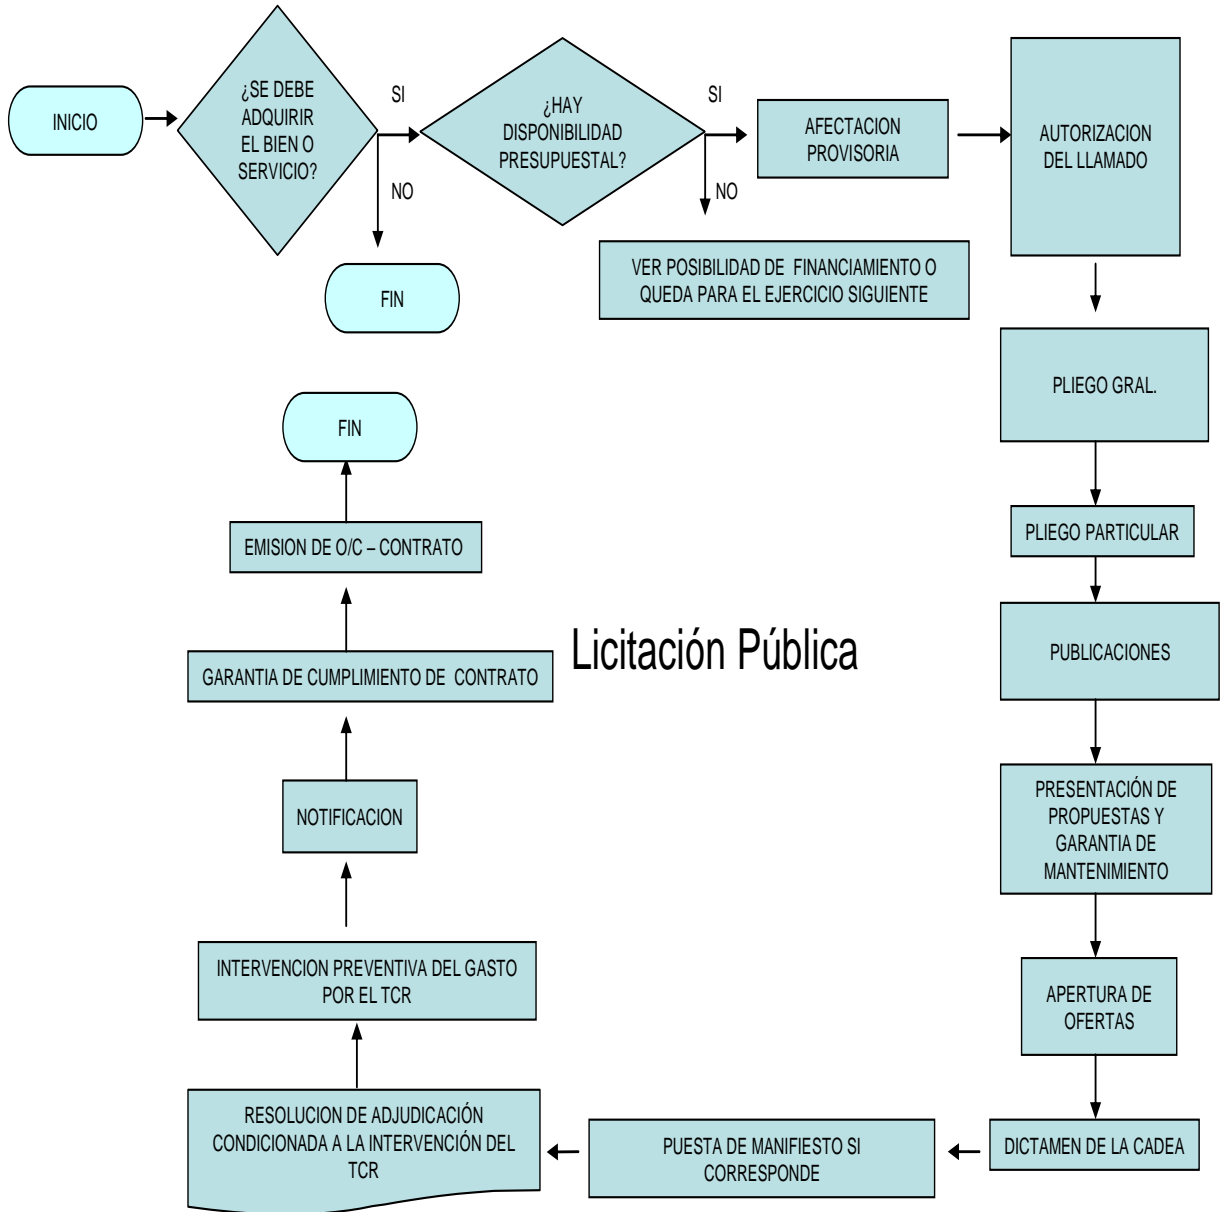 INICIO
¿SE DEBE
ADQUIRIR
EL BIEN O
SERVICIO?
SI
NO
FIN
¿HAY
DISPONIBILIDAD
PRESUPUESTAL?
SI
NO
VER POSIBILIDAD DE FINANCIAMIENTO O
QUEDA PARA EL EJERCICIO SIGUIENTE
AFECTACION
PROVISORIA
AUTORIZACION
DEL LLAMADO
PLIEGO GRAL.
PLIEGO PARTICULAR
PUBLICACIONES
PRESENTACIÓN DE
PROPUESTAS Y
GARANTIA DE
MANTENIMIENTO
APERTURA DE
OFERTAS
DICTAMEN DE LA CADEA
PUESTA DE MANIFIESTO SI
CORRESPONDE
RESOLUCION DE ADJUDICACIÓN
CONDICIONADA A LA INTERVENCIÓN DEL
TCR
INTERVENCION PREVENTIVA DEL GASTO
POR EL TCR
NOTIFICACION
GARANTIA DE CUMPLIMIENTO DE CONTRATO
EMISION DE O/C – CONTRATO
FIN
Licitación Pública